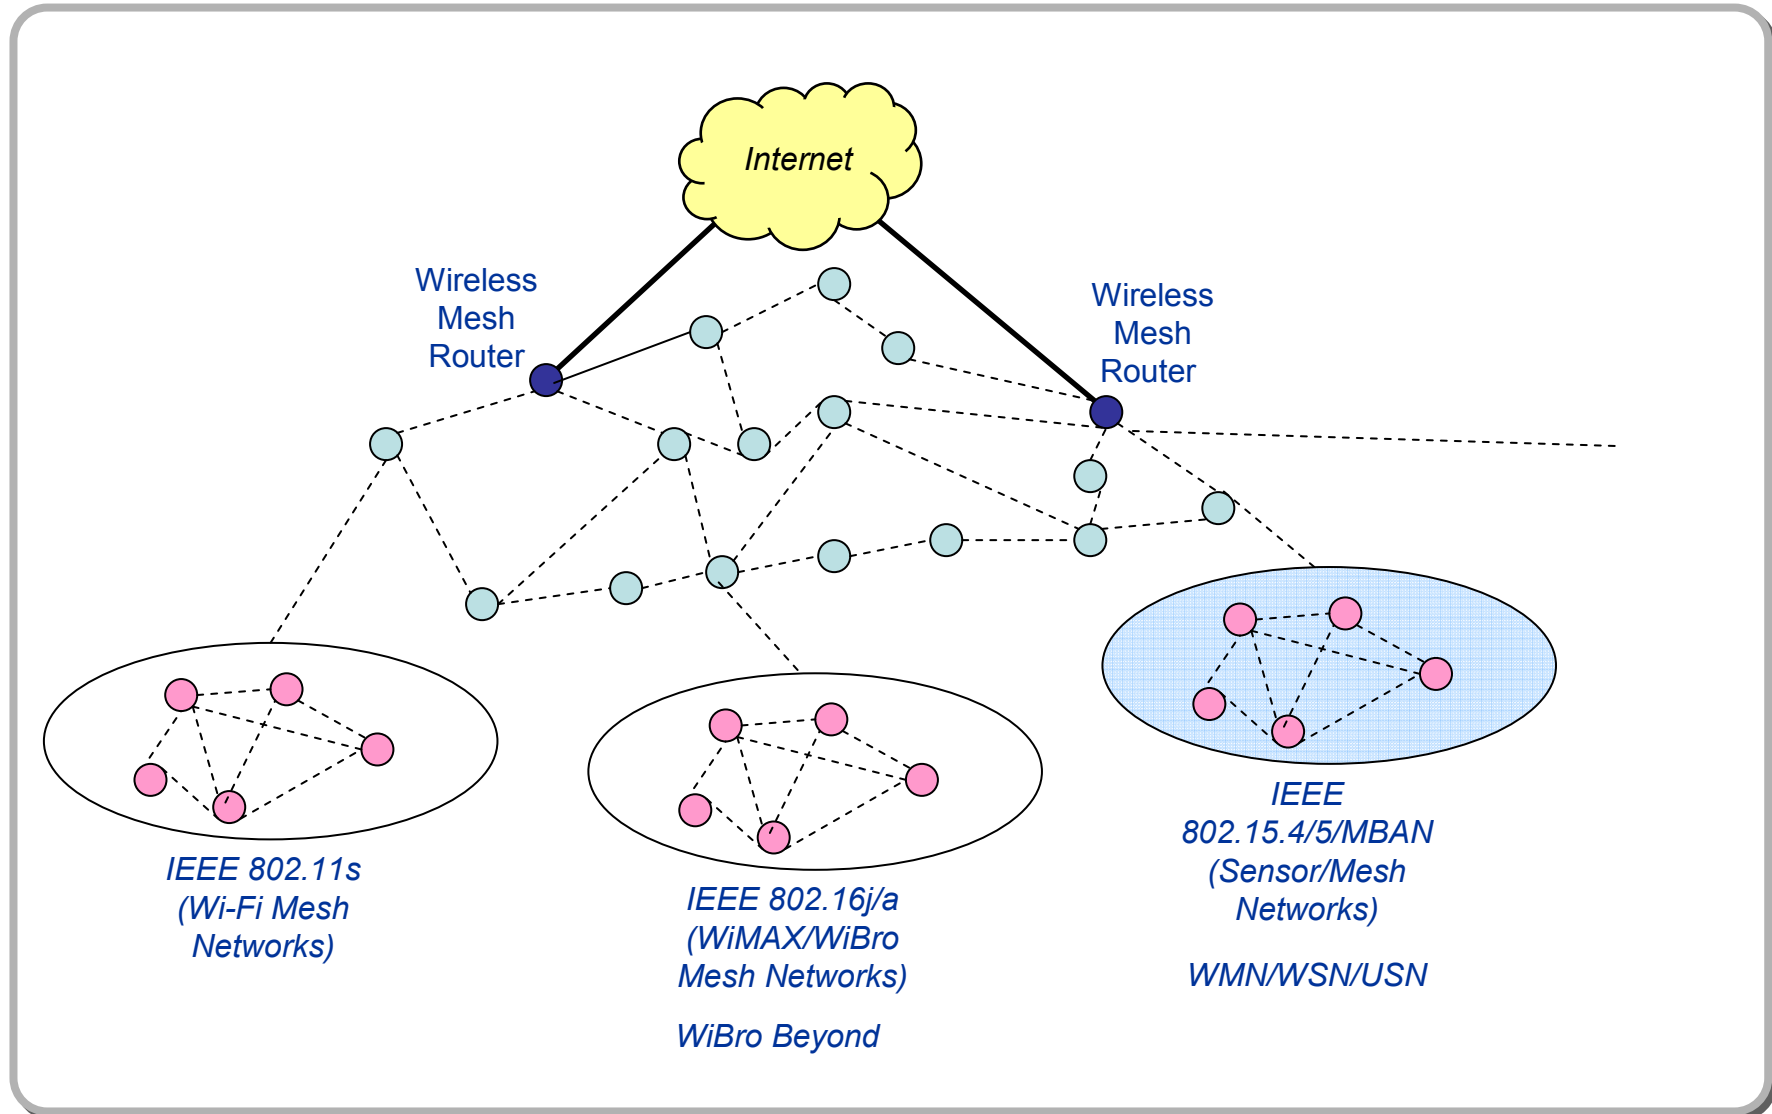 Internet
Wireless
Mesh
Router
Wireless
Mesh
Router
IEEE 802.11s
(Wi-Fi Mesh
Networks)
IEEE 802.16j/a
(WiMAX/WiBro
Mesh Networks)
WiBro Beyond
IEEE
802.15.4/5/MBAN
(Sensor/Mesh
Networks)
WMN/WSN/USN